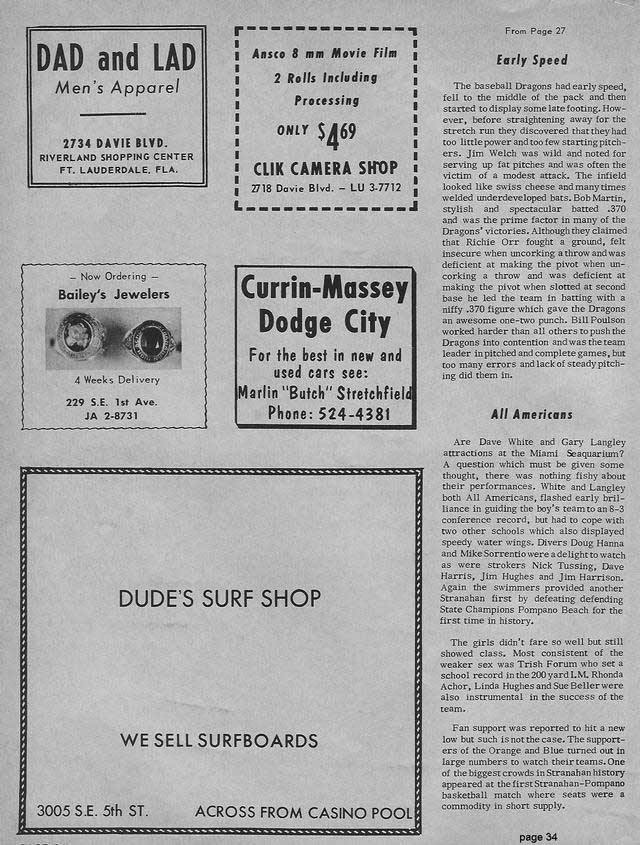 DAD and LAD
Men's Apparel
2734 DAVIE BLVD.
RIVERLAND SHOPPING CENTER
FT. LAUDERDALE, FLA.
Ansco 8 mm Movie Film
2 Rolls Including
Processing
ONLY $4.69
CLIK CAMERA SHOP
2718 Davie Blvd. – LU 3-7712
– Now Ordering –
Bailey's Jewelers
4 Weeks Delivery
229 S.E. 1st Ave.
JA 2-8731
Currin-Massey
Dodge City
For the best in new and
used cars see:
Marlin "Butch" Stretchfield
Phone: 524-4381
DUDE'S SURF SHOP
WE SELL SURFBOARDS
3005 S.E. 5th ST. ACROSS FROM CASINO POOL
From Page 27
Early Speed
The baseball Dragons had early speed,
fell to the middle of the pack and then
started to display some late footing. How-
ever, before straightening away for the
stretch run they discovered that they had
too little power and too few starting pitch-
ers. Jim Welch was wild and noted for
serving up fat pitches and was often the
victim of a modest attack. The infield
looked like swiss cheese and many times
welded underdeveloped bats. Bob Martin,
stylish and spectacular batted .370
and was the prime factor in many of the
Dragons' victories. Although they claimed
that Richie Orr fought a ground, felt
insecure when uncorking a throw and was
deficient at making the pivot when un-
corking a throw and was deficient at
making the pivot when slotted at second
base he led the team in batting with a
niffy .370 figure which gave the Dragons
an awesome one-two punch. Bill Poulson
worked harder than all others to push the
Dragons into contention and was the team
leader in pitched and complete games, but
too many errors and lack of steady pitch-
ing did them in.
All Americans
Are Dave White and Gary Langley
attractions at the Miami Seaquarium?
A question which must be given some
thought, there was nothing fishy about
their performances. White and Langley
both All Americans, flashed early bril-
liance in guiding the boy's team to an 8-3
conference record, but had to cope with
two other schools which also displayed
speedy water wings. Divers Doug Hanna
and Mike Sorrentio were a delight to watch
as were strokers Nick Tussing, Dave
Harris, Jim Hughes and Jim Harrison.
Again the swimmers provided another
Stranahan first by defeating defending
State Champions Pompano Beach for the
first time in history.
The girls didn't fare so well but still
showed class. Most consistent of the
weaker sex was Trish Forum who set a
school record in the 200 yard I.M. Rhonda
Achor, Linda Hughes and Sue Beller were
also instrumental in the success of the
team.
Fan support was reported to hit a new
low but such is not the case. The support-
ers of the Orange and Blue turned out in
large numbers to watch their teams. One
of the biggest crowds in Stranahan history
appeared at the first Stranahan-Pompano
basketball match where seats were a
commodity in short supply.
page 34